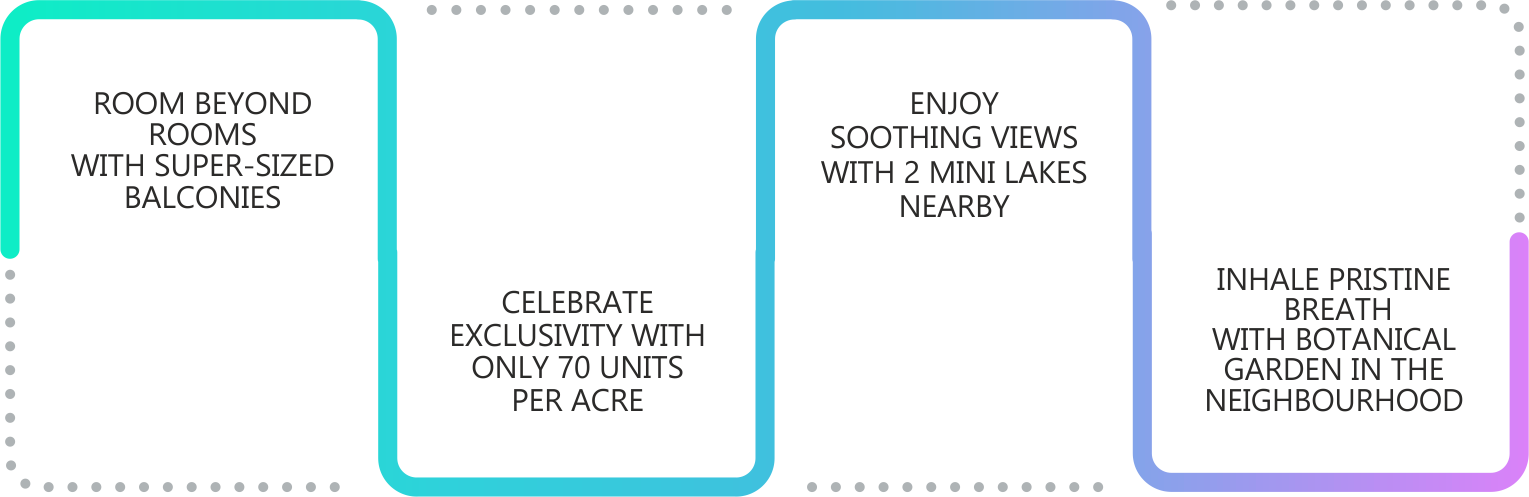 ROOM BEYOND
ROOMS
WITH SUPER-SIZED
BALCONIES
CELEBRATE
EXCLUSIVITY WITH
ONLY 70 UNITS
PER ACRE
ENJOY
SOOTHING VIEWS
WITH 2 MINI LAKES
NEARBY
INHALE PRISTINE
BREATH
WITH BOTANICAL
GARDEN IN THE
NEIGHBOURHOOD